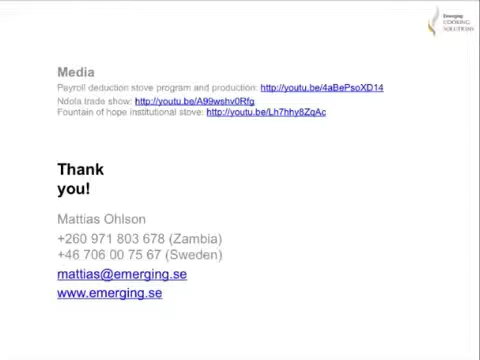 Emerging
COOKING
SOLUTIONS
Media
Payroll deduction stove program and production: http://youtu.be/4aBePsoXD14
Ndola trade show: http://youtu.be/A99wshv0Rfg
Fountain of hope institutional stove: http://youtu.be/Lh7hhy8ZqAc
Thank
you!
Mattias Ohlson
+260 971 803 678 (Zambia)
+46 706 00 75 67 (Sweden)
mattias@emerging.se
www.emerging.se